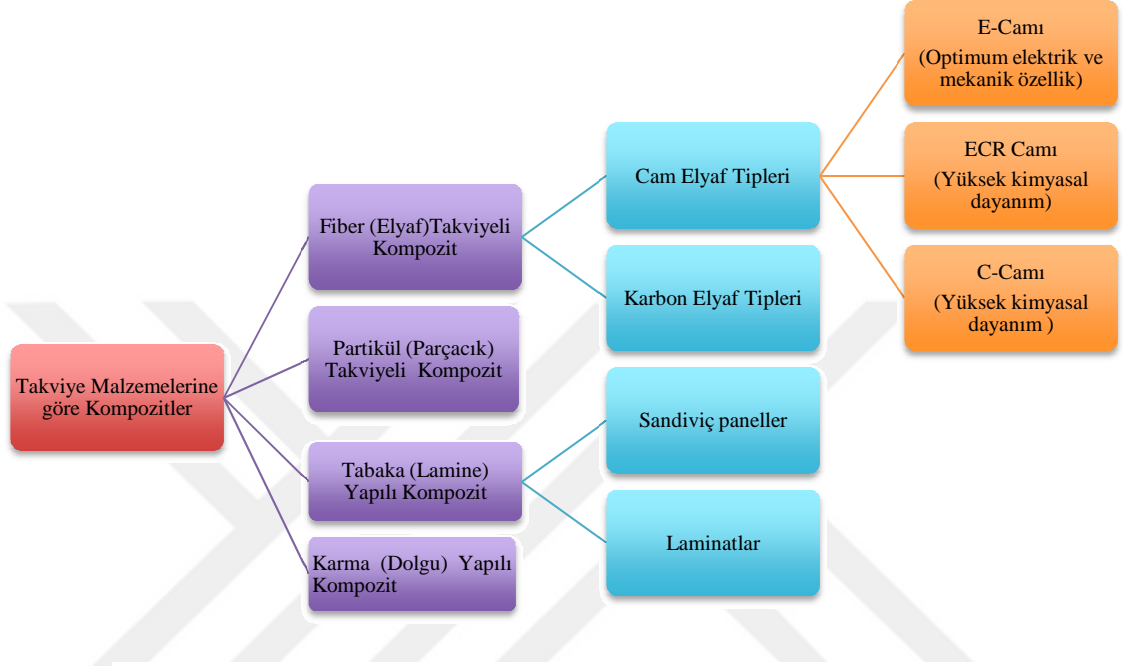 Takviye Malzemelerine
göre Kompozitler
Fiber (Elyaf)Takviyeli
Kompozit
Partikül (Parçacık)
Takviyeli Kompozit
Tabaka (Lamine)
Yapılı Kompozit
Karma (Dolgu) Yapılı
Kompozit
Cam Elyaf Tipleri
Karbon Elyaf Tipleri
Sandiviç paneller
Laminatlar
E-Camı
(Optimum elektrik ve
mekanik özellik)
ECR Camı
(Yüksek kimyasal
dayanım)
C-Camı
(Yüksek kimyasal
dayanım )